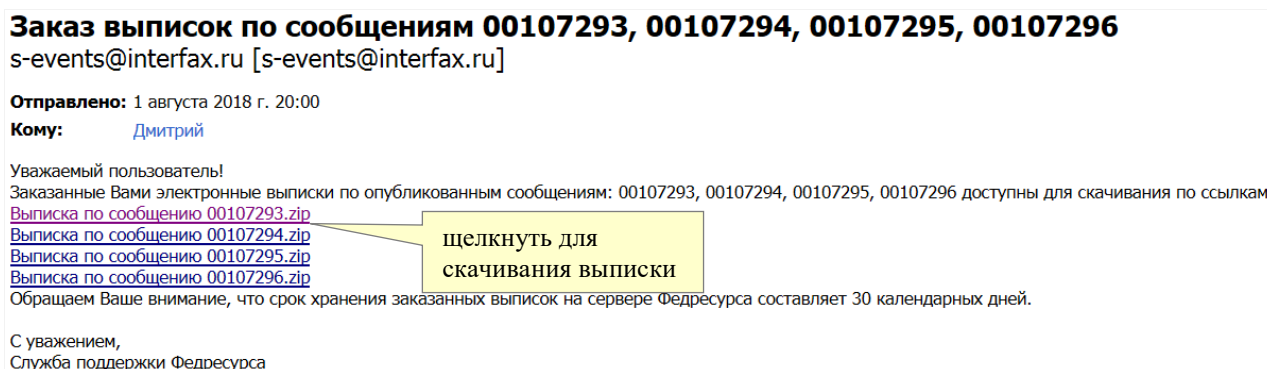 Заказ выписок по сообщениям 00107293, 00107294, 00107295, 00107296
s-events@interfax.ru [s-events@interfax.ru]
Отправлено: 1 августа 2018 г. 20:00
Кому: Дмитрий
Уважаемый пользователь!
Заказанные Вами электронные выписки по опубликованным сообщениям: 00107293, 00107294, 00107295, 00107296 доступны для скачивания по ссылкам
Выписка по сообщению 00107293.zip
Выписка по сообщению 00107294.zip
Выписка по сообщению 00107295.zip
Выписка по сообщению 00107296.zip
щелкнуть для
скачивания выписки
Обращаем Ваше внимание, что срок хранения заказанных выписок на сервере Федресурса составляет 30 календарных дней.
С уважением,
Служба поддержки Федресурса